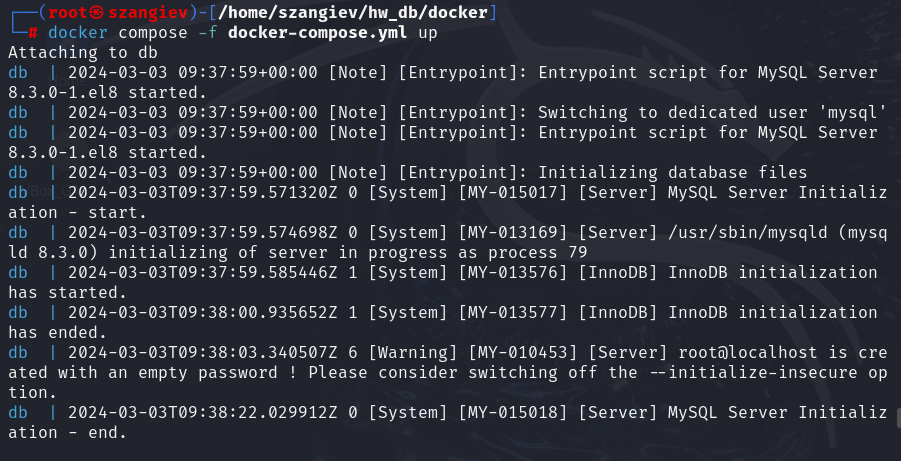 ┌──(root㉿szangiev)-[/home/szangiev/hw_db/docker]
└─# docker compose -f docker-compose.yml up
Attaching to db
db  | 2024-03-03 09:37:59+00:00 [Note] [Entrypoint]: Entrypoint script for MySQL Server
8.3.0-1.el8 started.
db  | 2024-03-03 09:37:59+00:00 [Note] [Entrypoint]: Switching to dedicated user 'mysql'
db  | 2024-03-03 09:37:59+00:00 [Note] [Entrypoint]: Entrypoint script for MySQL Server
8.3.0-1.el8 started.
db  | 2024-03-03 09:37:59+00:00 [Note] [Entrypoint]: Initializing database files
db  | 2024-03-03T09:37:59.571320Z 0 [System] [MY-015017] [Server] MySQL Server Initializ
ation - start.
db  | 2024-03-03T09:37:59.574698Z 0 [System] [MY-013169] [Server] /usr/sbin/mysqld (mysq
ld 8.3.0) initializing of server in progress as process 79
db  | 2024-03-03T09:37:59.585446Z 1 [System] [MY-013576] [InnoDB] InnoDB initialization
has started.
db  | 2024-03-03T09:38:00.935652Z 1 [System] [MY-013577] [InnoDB] InnoDB initialization
has ended.
db  | 2024-03-03T09:38:03.340507Z 6 [Warning] [MY-010453] [Server] root@localhost is cre
ated with an empty password ! Please consider switching off the --initialize-insecure op
tion.
db  | 2024-03-03T09:38:22.029912Z 0 [System] [MY-015018] [Server] MySQL Server Initializ
ation - end.